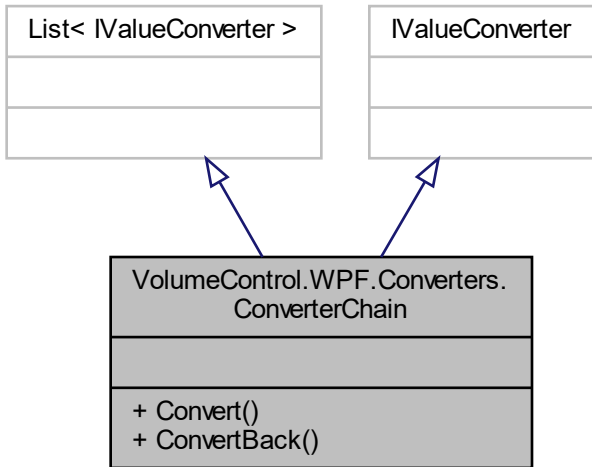 List< IValueConverter >
IValueConverter
VolumeControl.WPF.Converters.
ConverterChain
+ Convert()
+ ConvertBack()